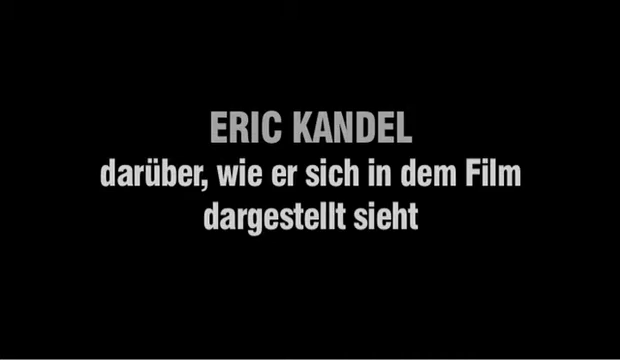 ERIC KANDEL
darüber, wie er sich in dem Film
dargestellt sieht